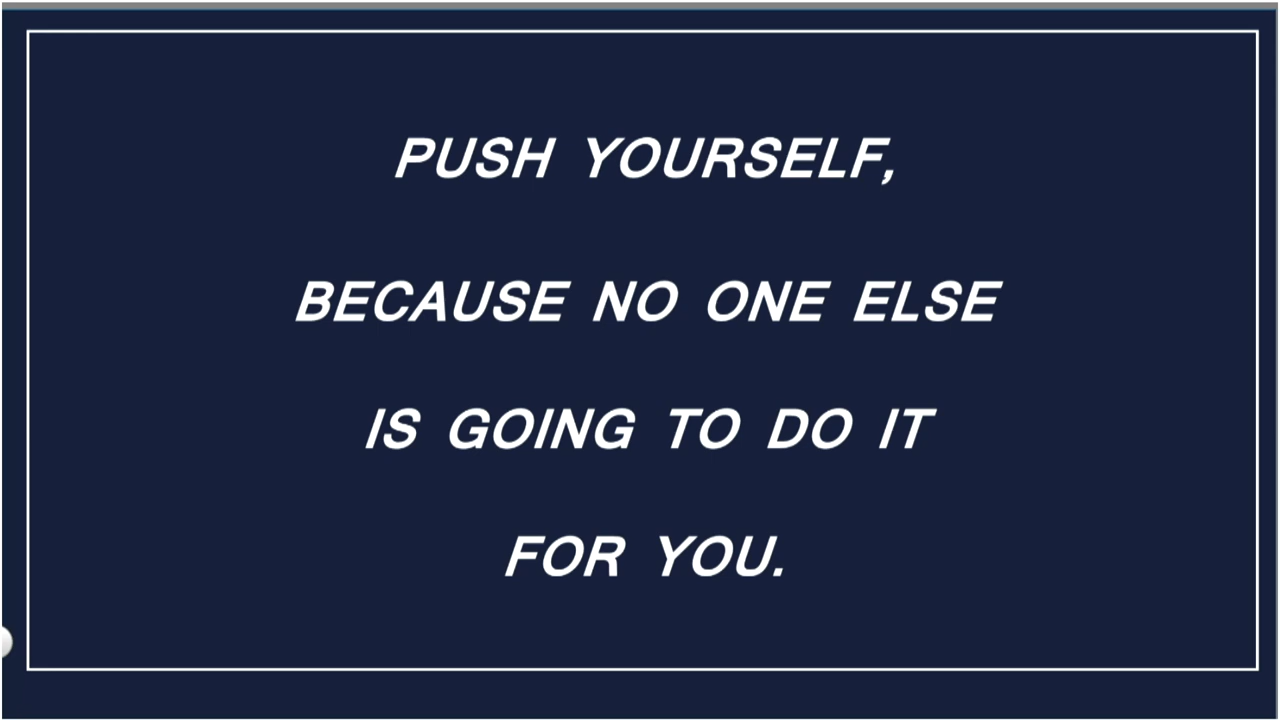 PUSH YOURSELF,
BECAUSE NO ONE ELSE
IS GOING TO DO IT
FOR YOU.